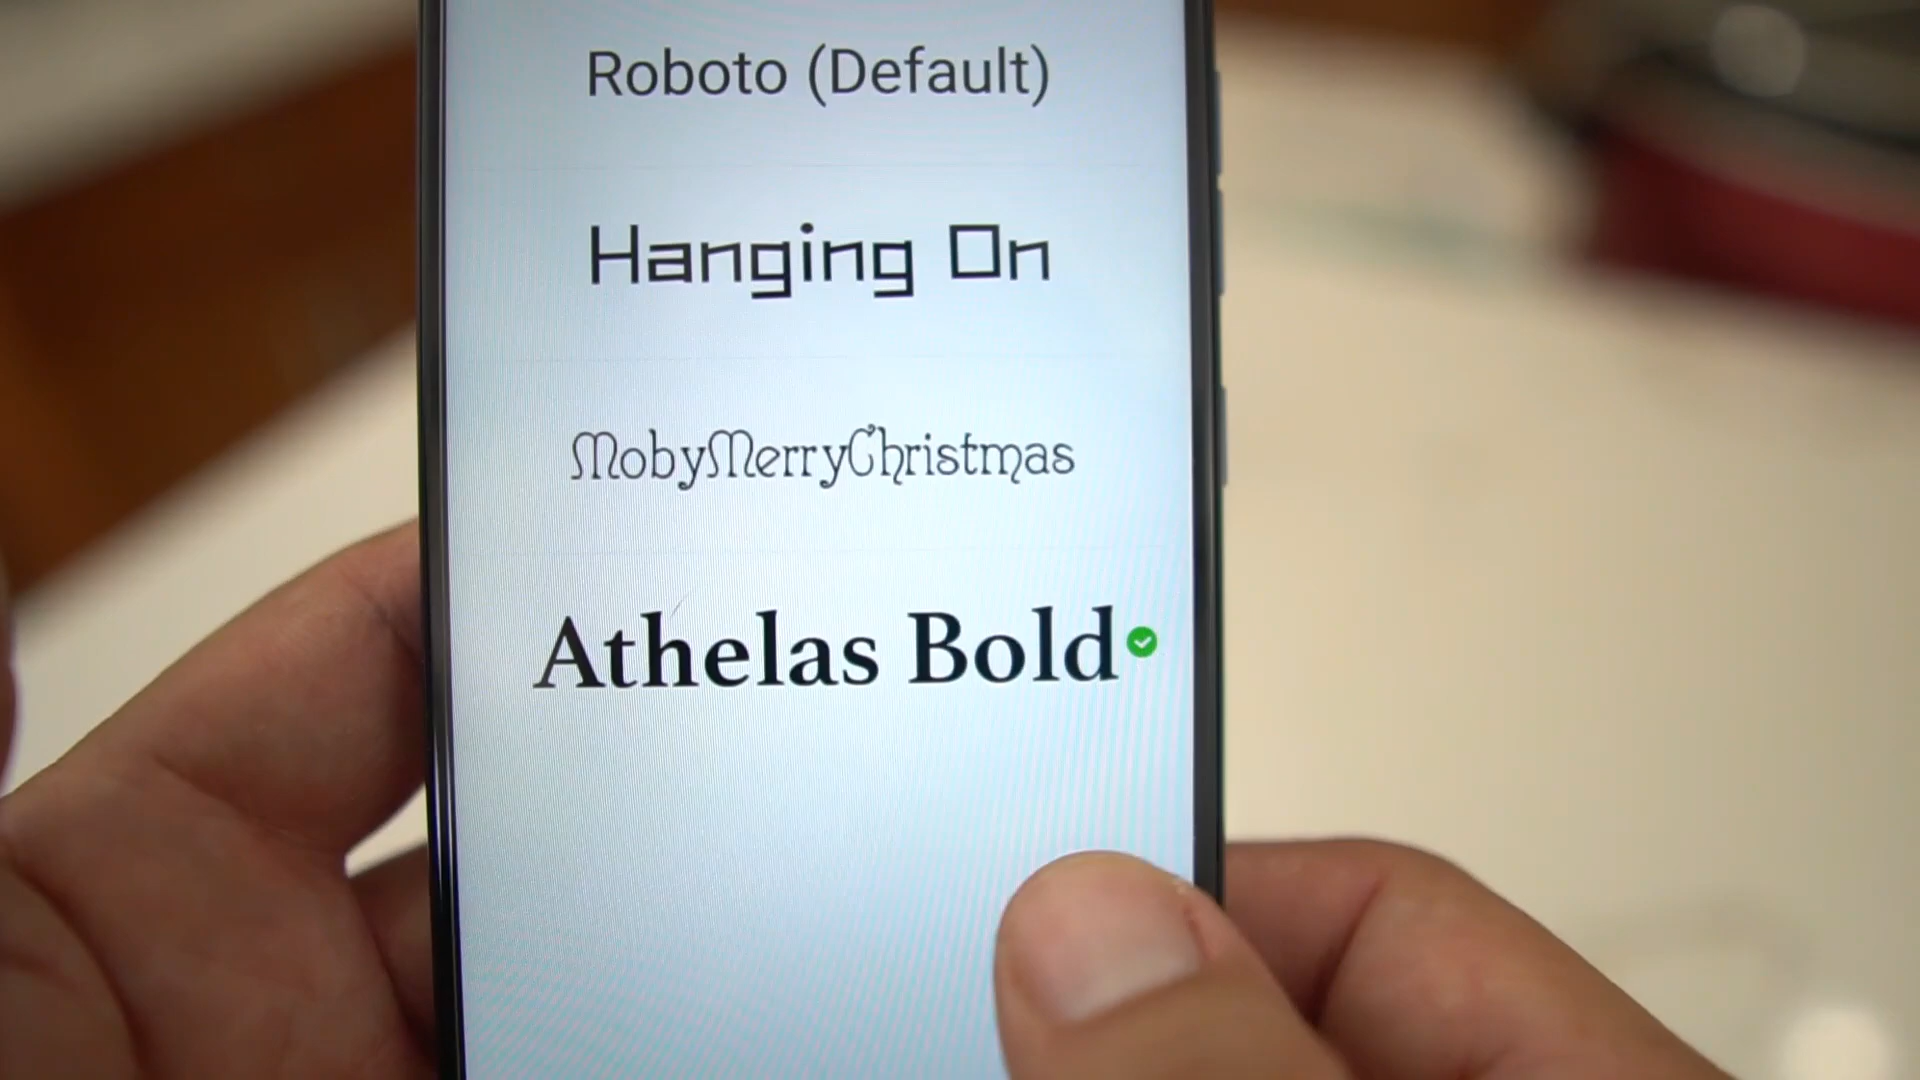 Roboto (Default)
Hanging On
MobyMerryChristmas
Athelas Bold